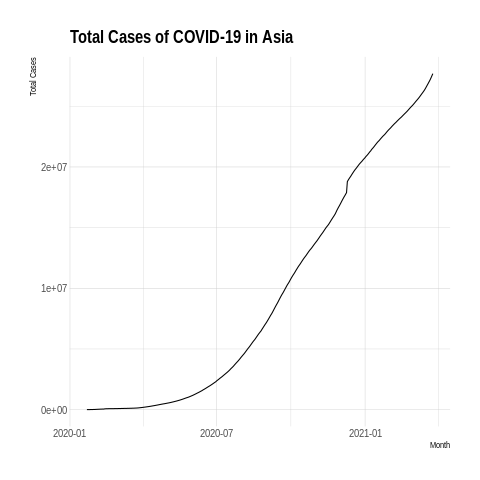 Total Cases of COVID-19 in Asia
Total Cases
2e+07
1e+07
0e+00
2020-01 2020-07 2021-01
Month